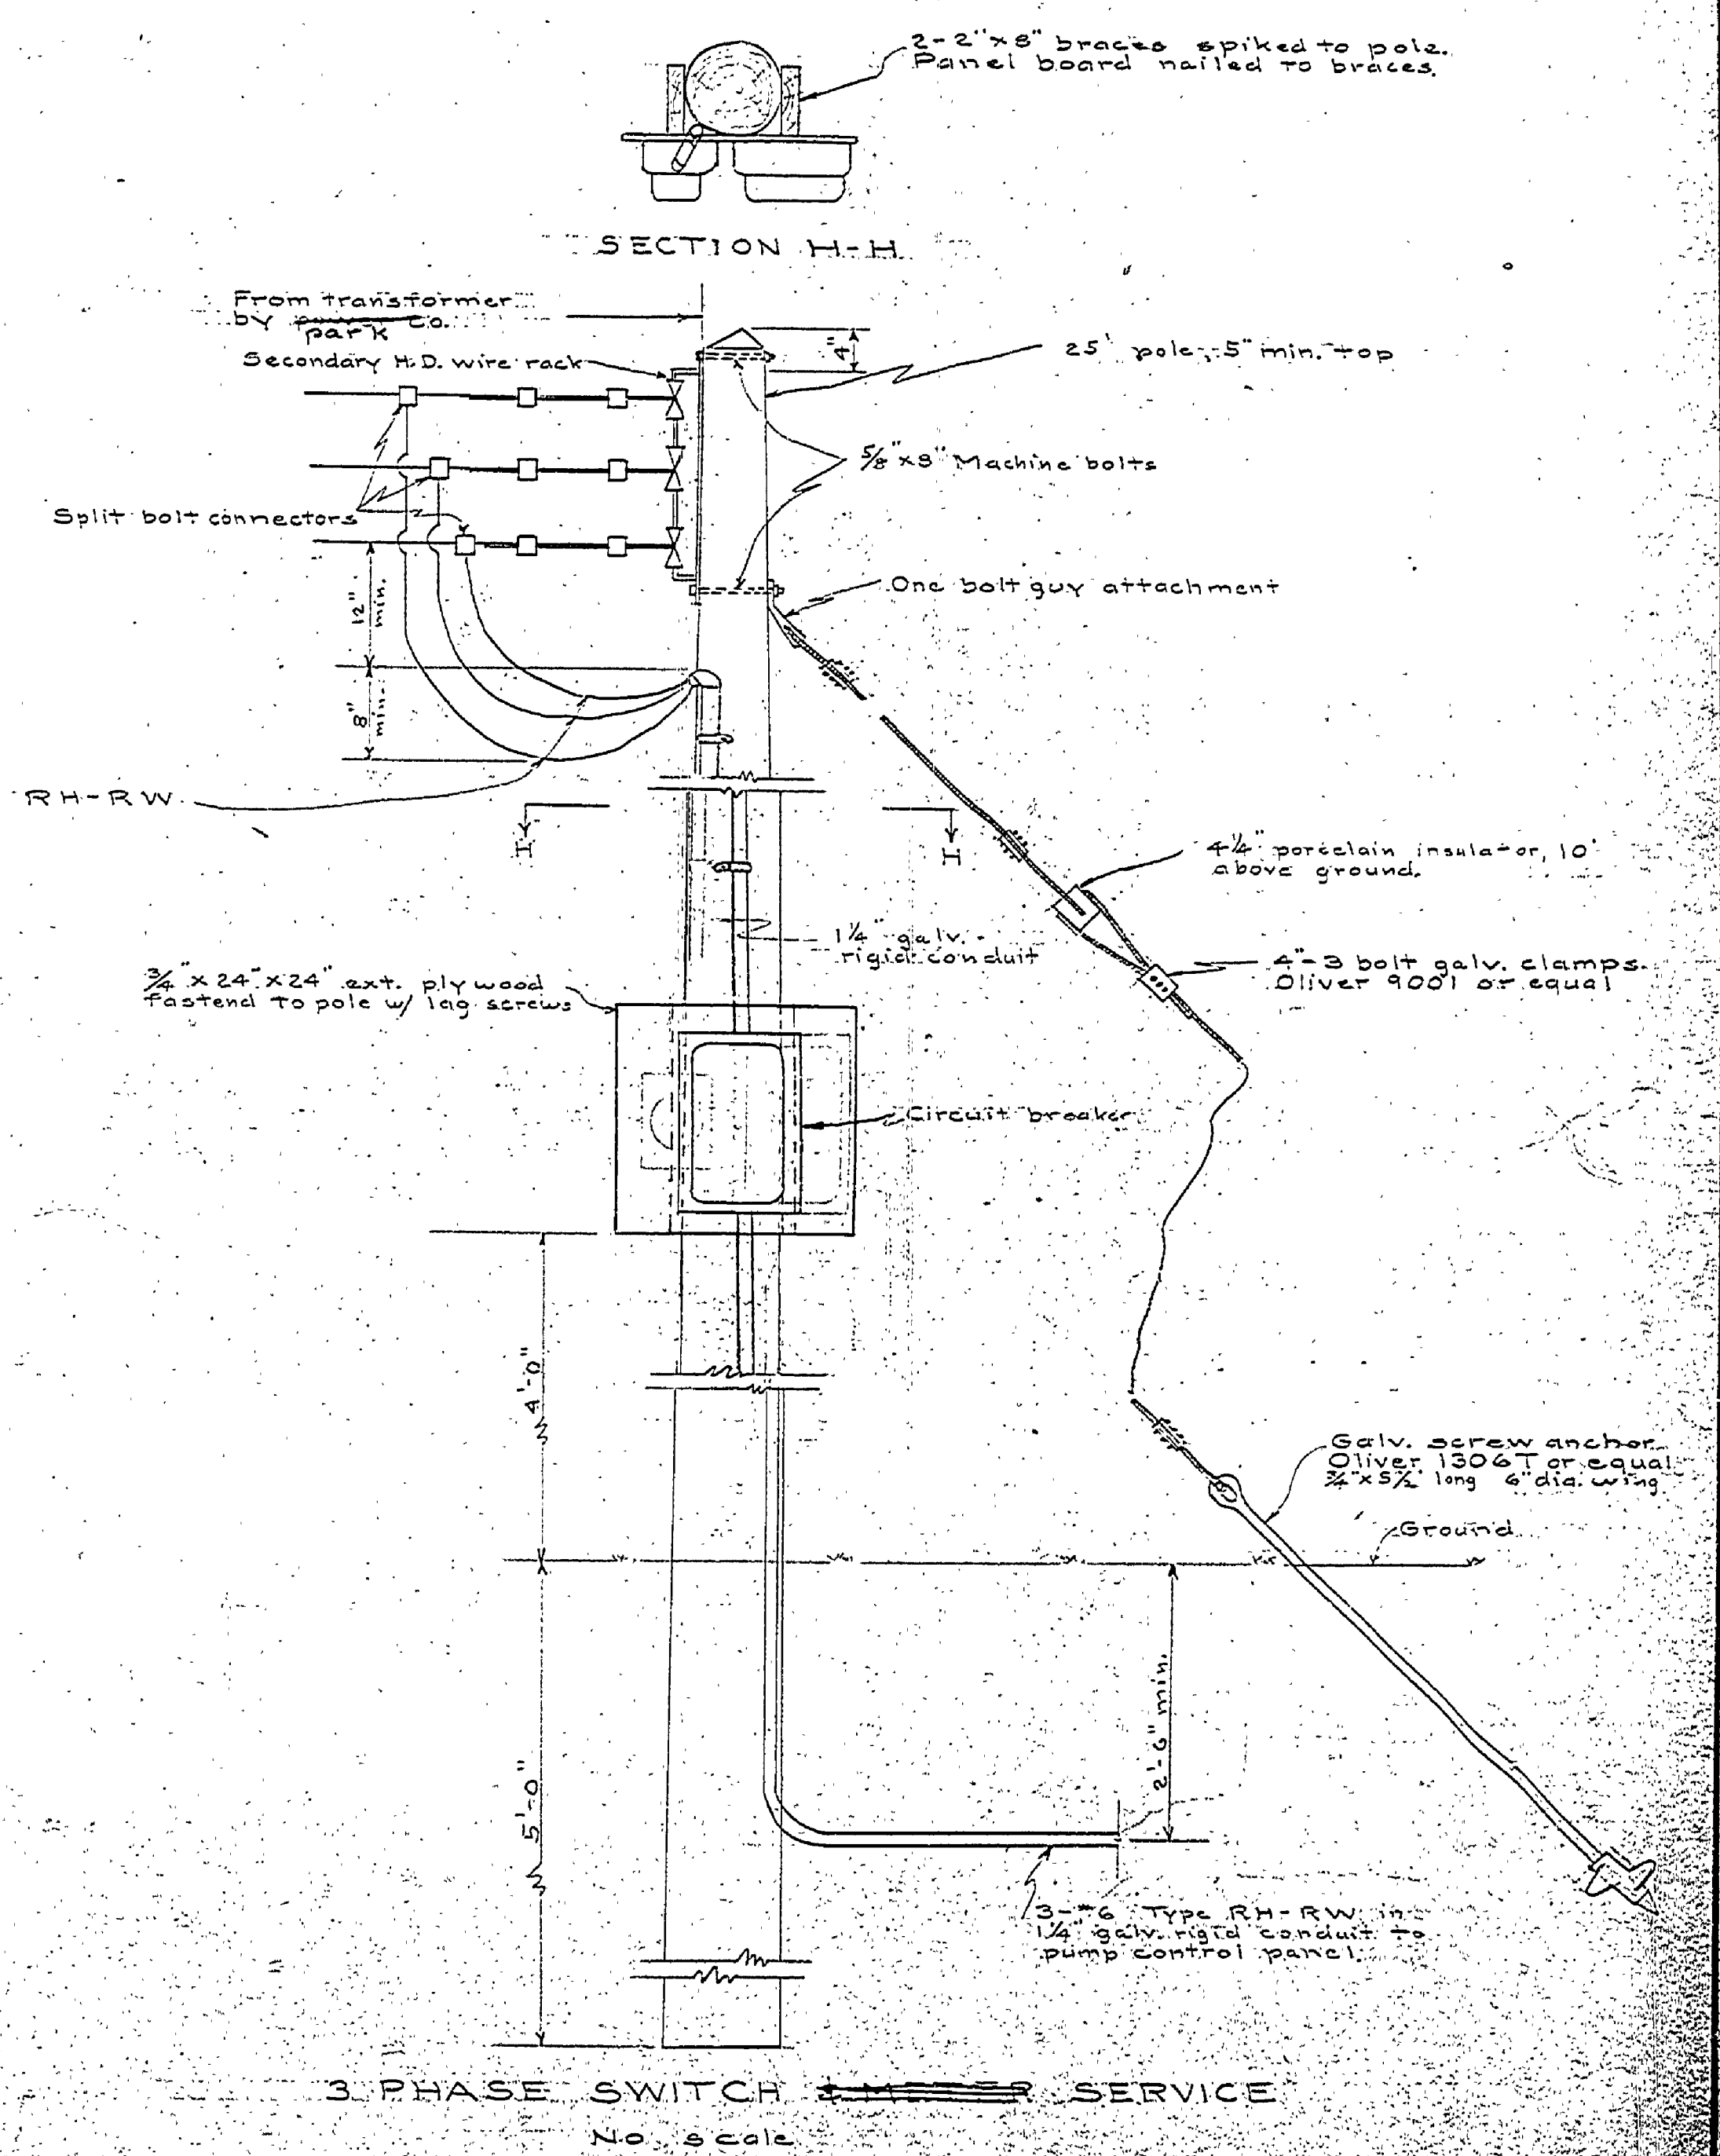 2-2"x8" braces spiked to pole.
Panel board nailed to braces.
SECTION H-H
From transformer
by power co.
park
Secondary H.D. wire rack
4"
25' pole, 5" min. top
5/8"x8" Machine bolts
Split bolt connectors
One bolt guy attachment
12"
min.
8"
min.
RH-RW
H
H
4 1/4" porcelain insulator, 10'
above ground.
1 1/4" galv.
rigid conduit
4"-3 bolt galv. clamps.
Oliver 9001 or equal
3/4" x 24" x 24" ext. plywood
fastend to pole w/ lag screws
Circuit breaker
4'-0"
Galv. screw anchor
Oliver 1306T or equal
3/4" x 5 1/2' long 6" dia. wing
Ground
2'-6" min.
5'-0"
3-#6 Type RH-RW in
1 1/4" galv. rigid conduit to
pump control panel.
3 PHASE SWITCH & METER SERVICE
No scale